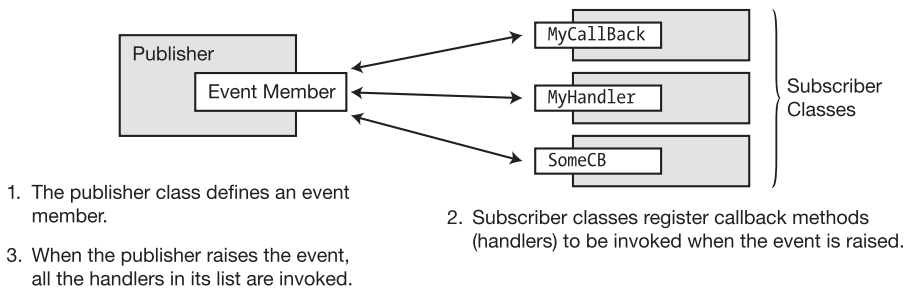 Publisher
Event Member
MyCallBack
MyHandler
SomeCB
Subscriber
Classes
1. The publisher class defines an event
member.
2. Subscriber classes register callback methods
(handlers) to be invoked when the event is raised.
3. When the publisher raises the event,
all the handlers in its list are invoked.